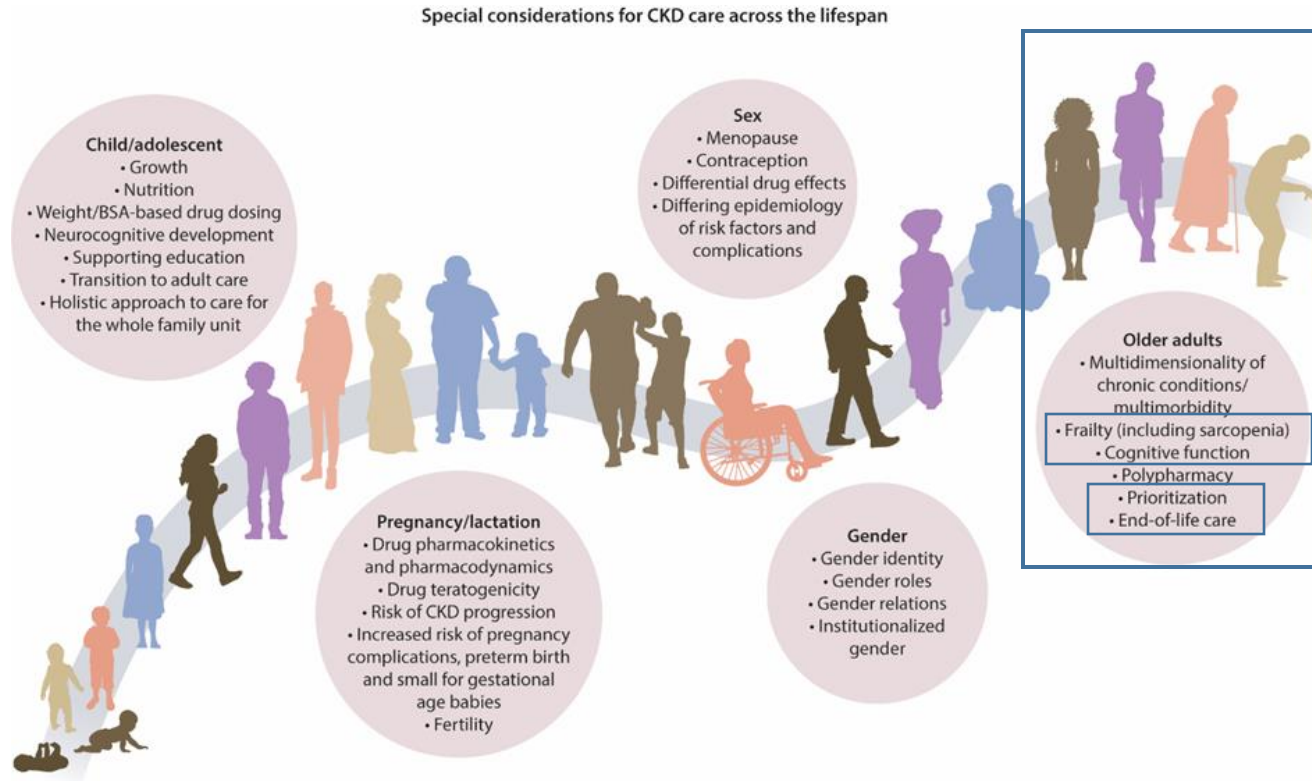 Special considerations for CKD care across the lifespan
Child/adolescent
• Growth
• Nutrition
• Weight/BSA-based drug dosing
• Neurocognitive development
• Supporting education
• Transition to adult care
• Holistic approach to care for
the whole family unit
Sex
• Menopause
• Contraception
• Differential drug effects
• Differing epidemiology
of risk factors and
complications
Pregnancy/lactation
• Drug pharmacokinetics
and pharmacodynamics
• Drug teratogenicity
• Risk of CKD progression
• Increased risk of pregnancy
complications, preterm birth
and small for gestational
age babies
• Fertility
Gender
• Gender identity
• Gender roles
• Gender relations
• Institutionalized
gender
Older adults
• Multidimensionality of
chronic conditions/
multimorbidity
• Frailty (including sarcopenia)
• Cognitive function
• Polypharmacy
• Prioritization
• End-of-life care